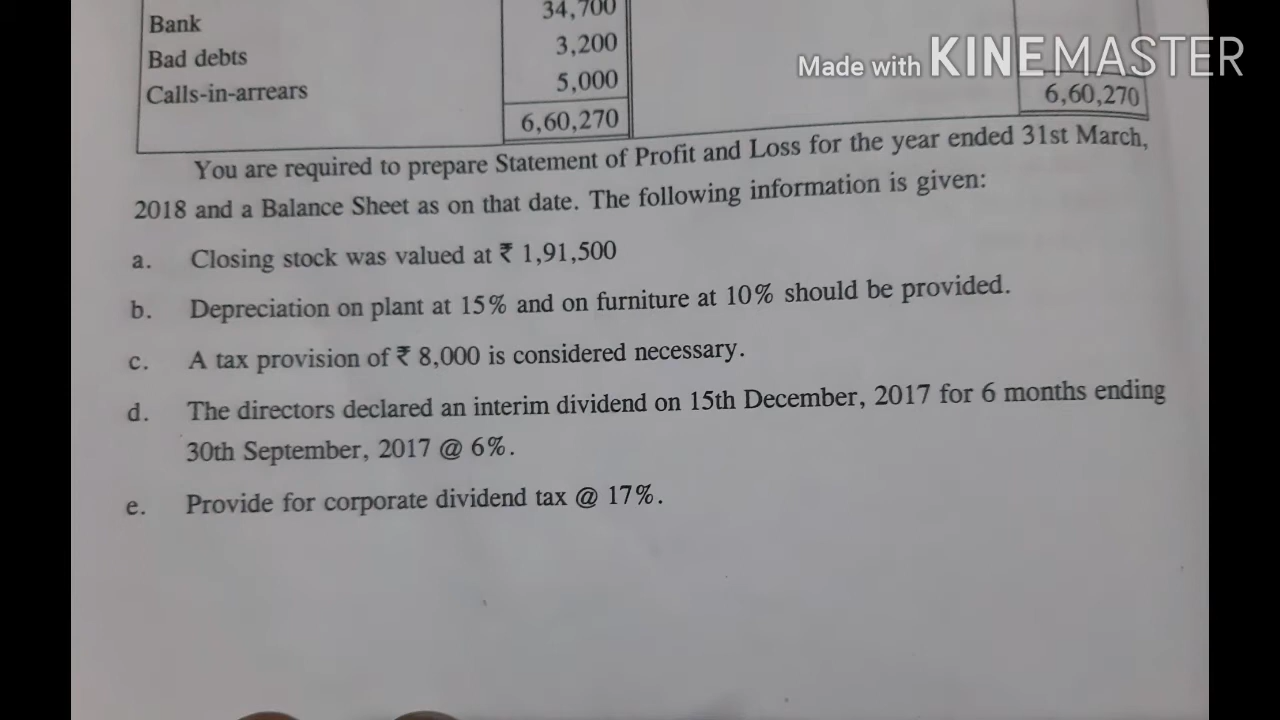 Bank 34,700
Bad debts 3,200
Calls-in-arrears 5,000
6,60,270 6,60,270
Made with KINEMASTER
You are required to prepare Statement of Profit and Loss for the year ended 31st March,
2018 and a Balance Sheet as on that date. The following information is given:
a. Closing stock was valued at ₹ 1,91,500
b. Depreciation on plant at 15% and on furniture at 10% should be provided.
c. A tax provision of ₹ 8,000 is considered necessary.
d. The directors declared an interim dividend on 15th December, 2017 for 6 months ending
30th September, 2017 @ 6%.
e. Provide for corporate dividend tax @ 17%.